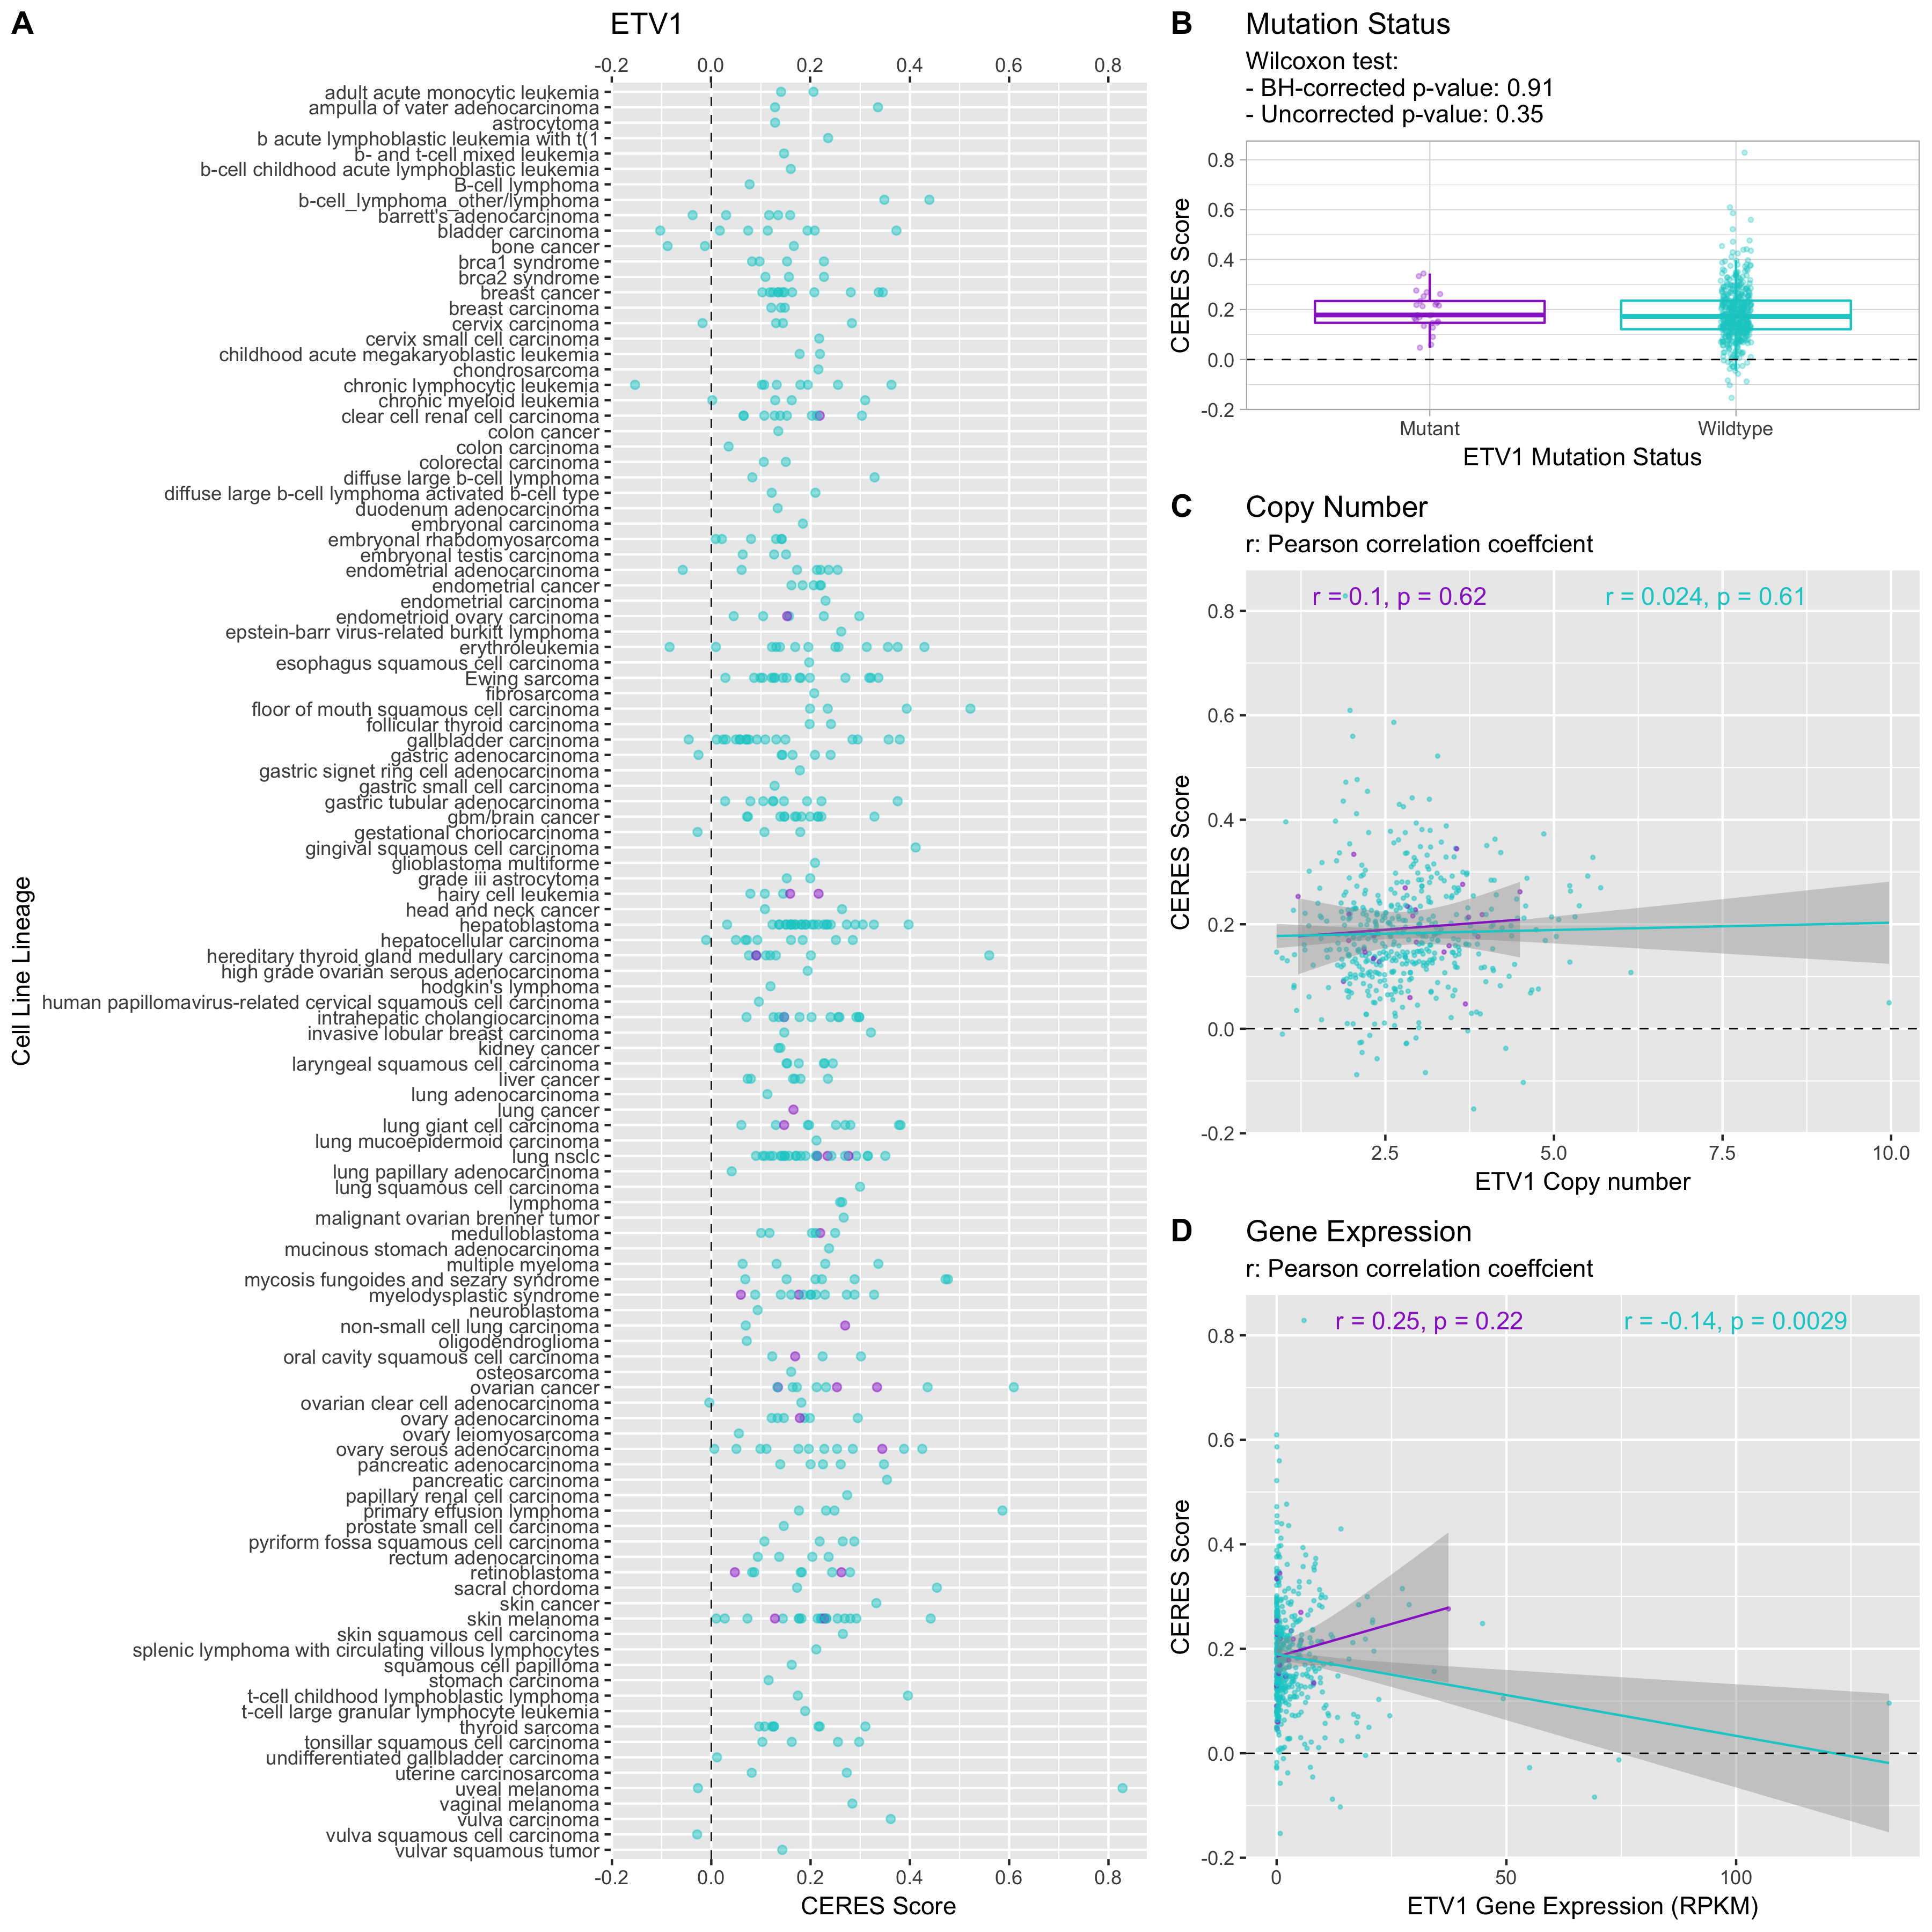 A
ETV1
-0.2 0.0 0.2 0.4 0.6 0.8
adult acute monocytic leukemia
ampulla of vater adenocarcinoma
astrocytoma
b acute lymphoblastic leukemia with t(1
b- and t-cell mixed leukemia
b-cell childhood acute lymphoblastic leukemia
B-cell lymphoma
b-cell_lymphoma_other/lymphoma
barrett's adenocarcinoma
bladder carcinoma
bone cancer
brca1 syndrome
brca2 syndrome
breast cancer
breast carcinoma
cervix carcinoma
cervix small cell carcinoma
childhood acute megakaryoblastic leukemia
chondrosarcoma
chronic lymphocytic leukemia
chronic myeloid leukemia
clear cell renal cell carcinoma
colon cancer
colon carcinoma
colorectal carcinoma
diffuse large b-cell lymphoma
diffuse large b-cell lymphoma activated b-cell type
duodenum adenocarcinoma
embryonal carcinoma
embryonal rhabdomyosarcoma
embryonal testis carcinoma
endometrial adenocarcinoma
endometrial cancer
endometrial carcinoma
endometrioid ovary carcinoma
epstein-barr virus-related burkitt lymphoma
erythroleukemia
esophagus squamous cell carcinoma
Ewing sarcoma
fibrosarcoma
floor of mouth squamous cell carcinoma
follicular thyroid carcinoma
gallbladder carcinoma
gastric adenocarcinoma
gastric signet ring cell adenocarcinoma
gastric small cell carcinoma
gastric tubular adenocarcinoma
gbm/brain cancer
gestational choriocarcinoma
gingival squamous cell carcinoma
glioblastoma multiforme
grade iii astrocytoma
hairy cell leukemia
head and neck cancer
hepatoblastoma
hepatocellular carcinoma
hereditary thyroid gland medullary carcinoma
high grade ovarian serous adenocarcinoma
hodgkin's lymphoma
human papillomavirus-related cervical squamous cell carcinoma
intrahepatic cholangiocarcinoma
invasive lobular breast carcinoma
kidney cancer
laryngeal squamous cell carcinoma
liver cancer
lung adenocarcinoma
lung cancer
lung giant cell carcinoma
lung mucoepidermoid carcinoma
lung nsclc
lung papillary adenocarcinoma
lung squamous cell carcinoma
lymphoma
malignant ovarian brenner tumor
medulloblastoma
mucinous stomach adenocarcinoma
multiple myeloma
mycosis fungoides and sezary syndrome
myelodysplastic syndrome
neuroblastoma
non-small cell lung carcinoma
oligodendroglioma
oral cavity squamous cell carcinoma
osteosarcoma
ovarian cancer
ovarian clear cell adenocarcinoma
ovary adenocarcinoma
ovary leiomyosarcoma
ovary serous adenocarcinoma
pancreatic adenocarcinoma
pancreatic carcinoma
papillary renal cell carcinoma
primary effusion lymphoma
prostate small cell carcinoma
pyriform fossa squamous cell carcinoma
rectum adenocarcinoma
retinoblastoma
sacral chordoma
skin cancer
skin melanoma
skin squamous cell carcinoma
splenic lymphoma with circulating villous lymphocytes
squamous cell papilloma
stomach carcinoma
t-cell childhood lymphoblastic lymphoma
t-cell large granular lymphocyte leukemia
thyroid sarcoma
tonsillar squamous cell carcinoma
undifferentiated gallbladder carcinoma
uterine carcinosarcoma
uveal melanoma
vaginal melanoma
vulva carcinoma
vulva squamous cell carcinoma
vulvar squamous tumor
-0.2 0.0 0.2 0.4 0.6 0.8
CERES Score
Cell Line Lineage
B
Mutation Status
Wilcoxon test:
- BH-corrected p-value: 0.91
- Uncorrected p-value: 0.35
0.8
0.6
0.4
0.2
0.0
-0.2
CERES Score
Mutant Wildtype
ETV1 Mutation Status
C
Copy Number
r: Pearson correlation coeffcient
r = 0.1, p = 0.62 r = 0.024, p = 0.61
0.8
0.6
0.4
0.2
0.0
-0.2
CERES Score
2.5 5.0 7.5 10.0
ETV1 Copy number
D
Gene Expression
r: Pearson correlation coeffcient
r = 0.25, p = 0.22 r = -0.14, p = 0.0029
0.8
0.6
0.4
0.2
0.0
-0.2
CERES Score
0 50 100
ETV1 Gene Expression (RPKM)